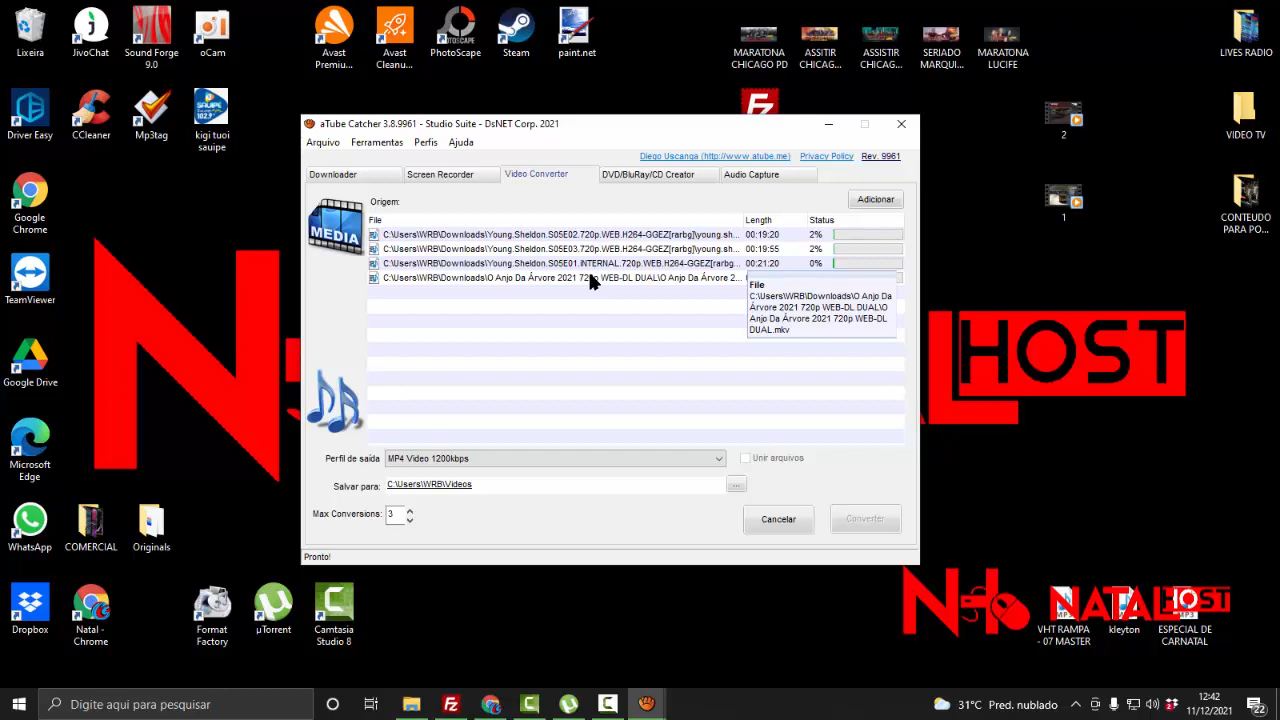 Lixeira
JivoChat
Sound Forge
9.0
oCam
Avast
Premiu...
Avast
Cleanu...
PhotoScape
Steam
paint.net
MARATONA
CHICAGO PD
ASSITIR
CHICAG...
ASSISTIR
CHICAG...
SERIADO
MARQUI...
MARATONA
LUCIFE
LIVES RADIO
Driver Easy
CCleaner
Mp3tag
SAUIPE
kigi tui
sauipe
Fz
2
VIDEO TV
aTube Catcher 3.8.9961 - Studio Suite - DsNET Corp. 2021
Arquivo Ferramentas Perfis Ajuda
Diego Uscanga (http://www.atube.me) Privacy Policy Rev. 9961
Downloader Screen Recorder Video Converter DVD/BluRay/CD Creator Audio Capture
Origem:
Adicionar
MEDIA
File Length Status
C:\Users\WRB\Downloads\Young.Sheldon.S05E02.720p.WEB.H264-GGEZ[rarbg]young.sh... 00:19:20 2%
C:\Users\WRB\Downloads\Young.Sheldon.S05E03.720p.WEB.H264-GGEZ[rarbg]young.sh... 00:19:55 2%
C:\Users\WRB\Downloads\Young.Sheldon.S05E01.INTERNAL.720p.WEB.H264-GGEZ[rarbg... 00:21:20 0%
C:\Users\WRB\Downloads\O Anjo Da Árvore 2021 720p WEB-DL DUAL\O Anjo Da Árvore 2...
File
C:\Users\WRB\Downloads\O Anjo Da
Árvore 2021 720p WEB-DL DUAL\O
Anjo Da Árvore 2021 720p WEB-DL
DUAL.mkv
Perfil de saída MP4 Video 1200kbps Unir arquivos
Salvar para: C:\Users\WRB\Videos ...
Max Conversions: 3
Cancelar Converter
Pronto!
Google
Chrome
1
CONTEUDO
PARA PO...
TeamViewer
Google Drive
HOST
Microsoft
Edge
WhatsApp
COMERCIAL
Originals
Dropbox
Natal -
Chrome
Format
Factory
µTorrent
Camtasia
Studio 8
NATAL HOST
VHT RAMPA
- 07 MASTER
kleyton
ESPECIAL DE
CARNATAL
Digite aqui para pesquisar
31°C Pred. nublado
12:42
11/12/2021
22